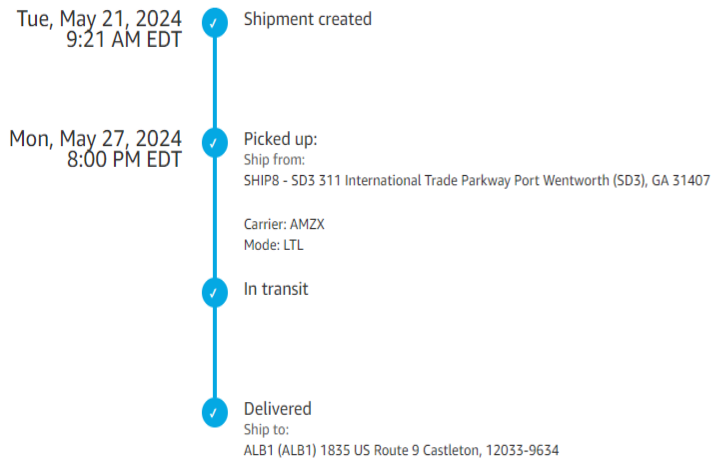 Tue, May 21, 2024
9:21 AM EDT
Shipment created
Mon, May 27, 2024
8:00 PM EDT
Picked up:
Ship from:
SHIP8 - SD3 311 International Trade Parkway Port Wentworth (SD3), GA 31407
Carrier: AMZX
Mode: LTL
In transit
Delivered
Ship to:
ALB1 (ALB1) 1835 US Route 9 Castleton, 12033-9634